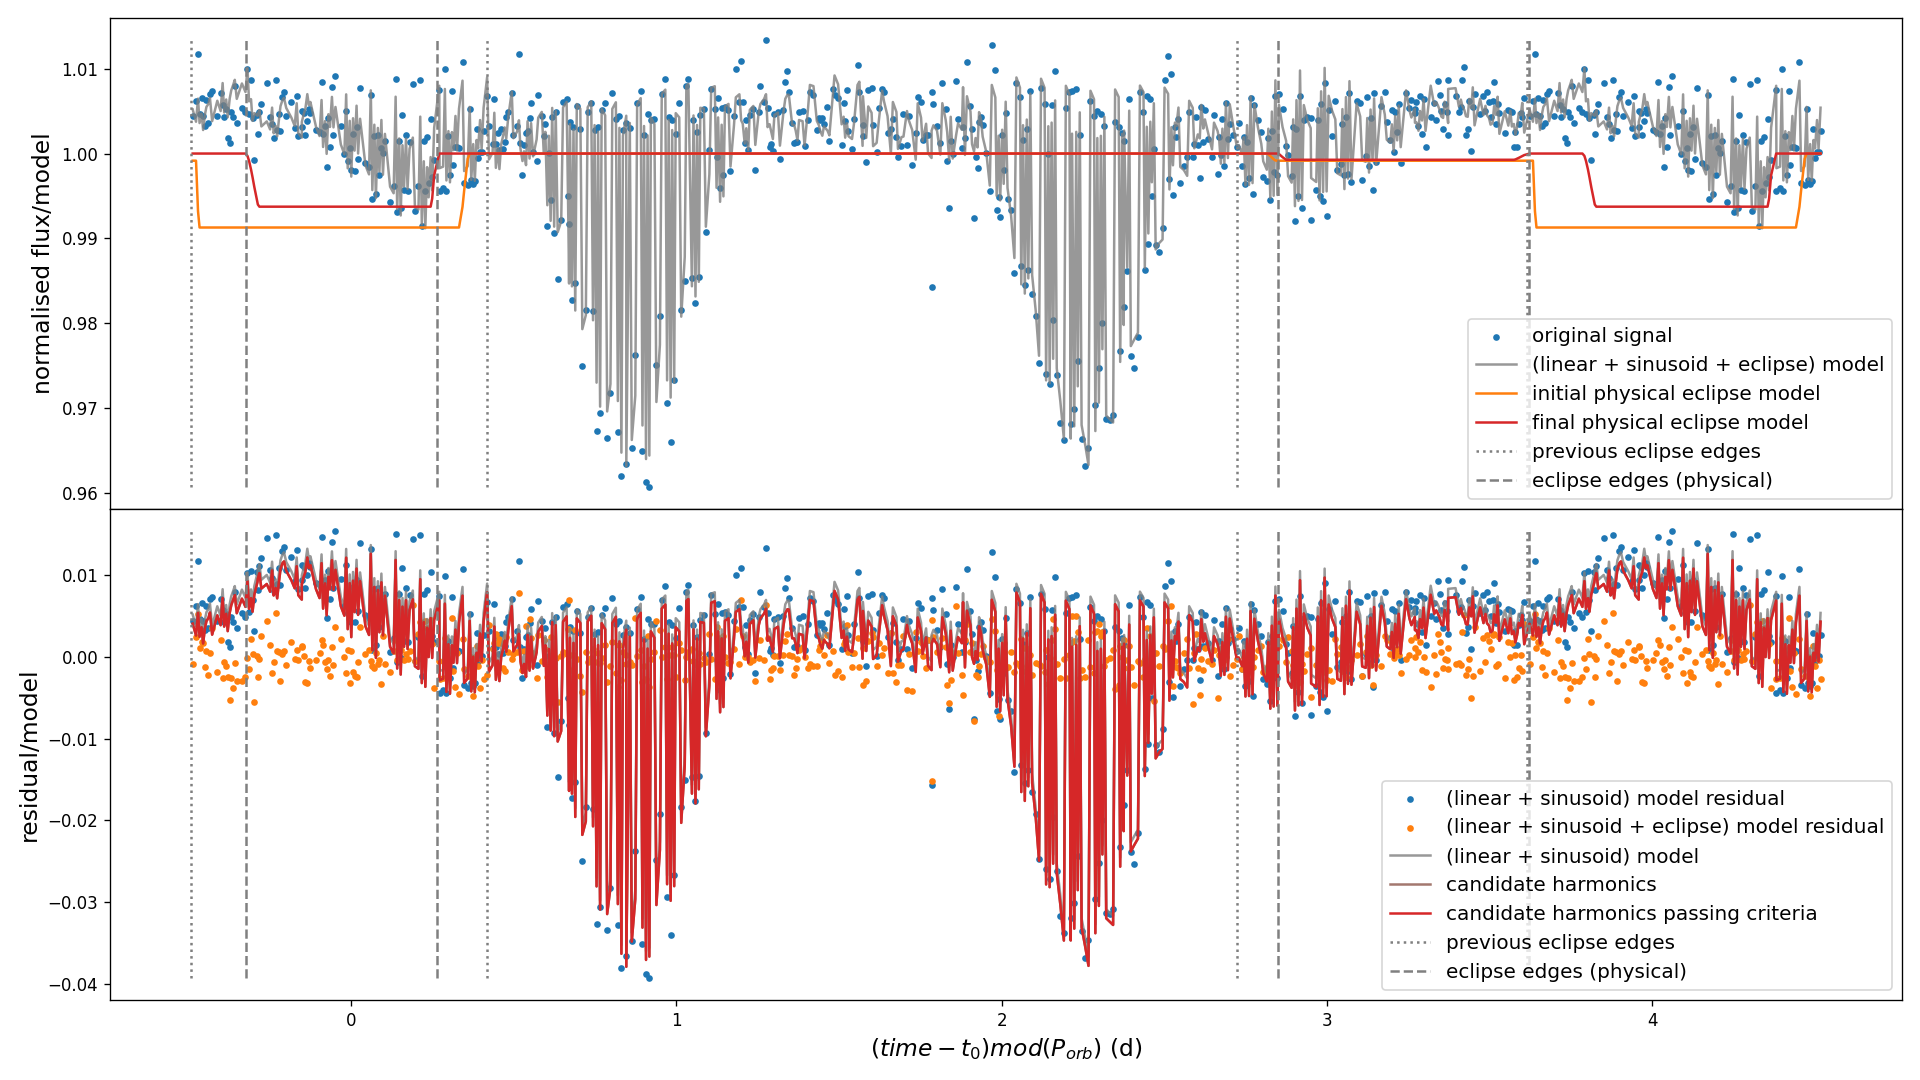 normalised flux/model
1.01
1.00
0.99
0.98
0.97
0.96
original signal
(linear + sinusoid + eclipse) model
initial physical eclipse model
final physical eclipse model
previous eclipse edges
eclipse edges (physical)
residual/model
0.01
0.00
−0.01
−0.02
−0.03
−0.04
(linear + sinusoid) model residual
(linear + sinusoid + eclipse) model residual
(linear + sinusoid) model
candidate harmonics
candidate harmonics passing criteria
previous eclipse edges
eclipse edges (physical)
0 1 2 3 4
(time − t₀)mod(P_orb) (d)